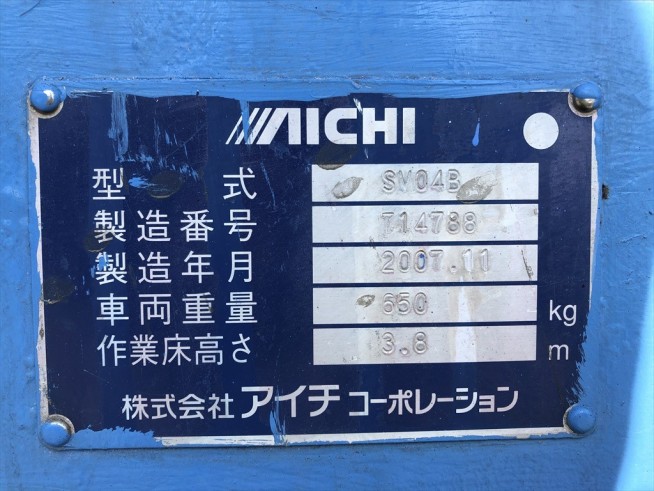 AICHI
型式 SV04B
製造番号 T14788
製造年月 2007.11
車両重量 650 kg
作業床高さ 3.8 m
株式会社アイチコーポレーション